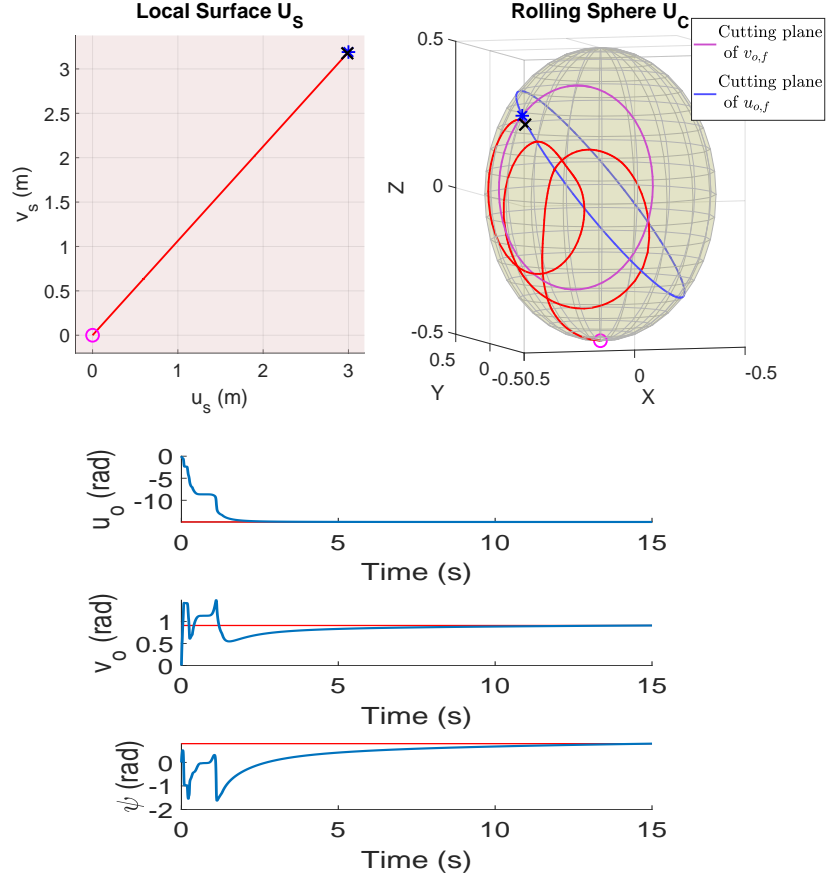 Local Surface U_S
3
2.5
2
1.5
1
0.5
0
v_s (m)
0 1 2 3
u_s (m)
Rolling Sphere U_C
Cutting plane
of v_{o,f}
Cutting plane
of u_{o,f}
0.5
0
-0.5
Z
0.5
0
-0.5
Y
0.5
0
-0.5
X
0
-5
-10
u_o (rad)
0 5 10 15
Time (s)
1
0.5
0
v_o (rad)
0 5 10 15
Time (s)
0
-1
-2
ψ (rad)
0 5 10 15
Time (s)